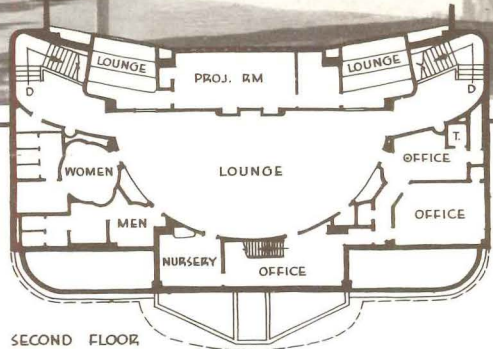 LOUNGE
PROJ. RM
LOUNGE
D
D
T.
OFFICE
WOMEN
LOUNGE
OFFICE
MEN
NURSERY
OFFICE
SECOND FLOOR